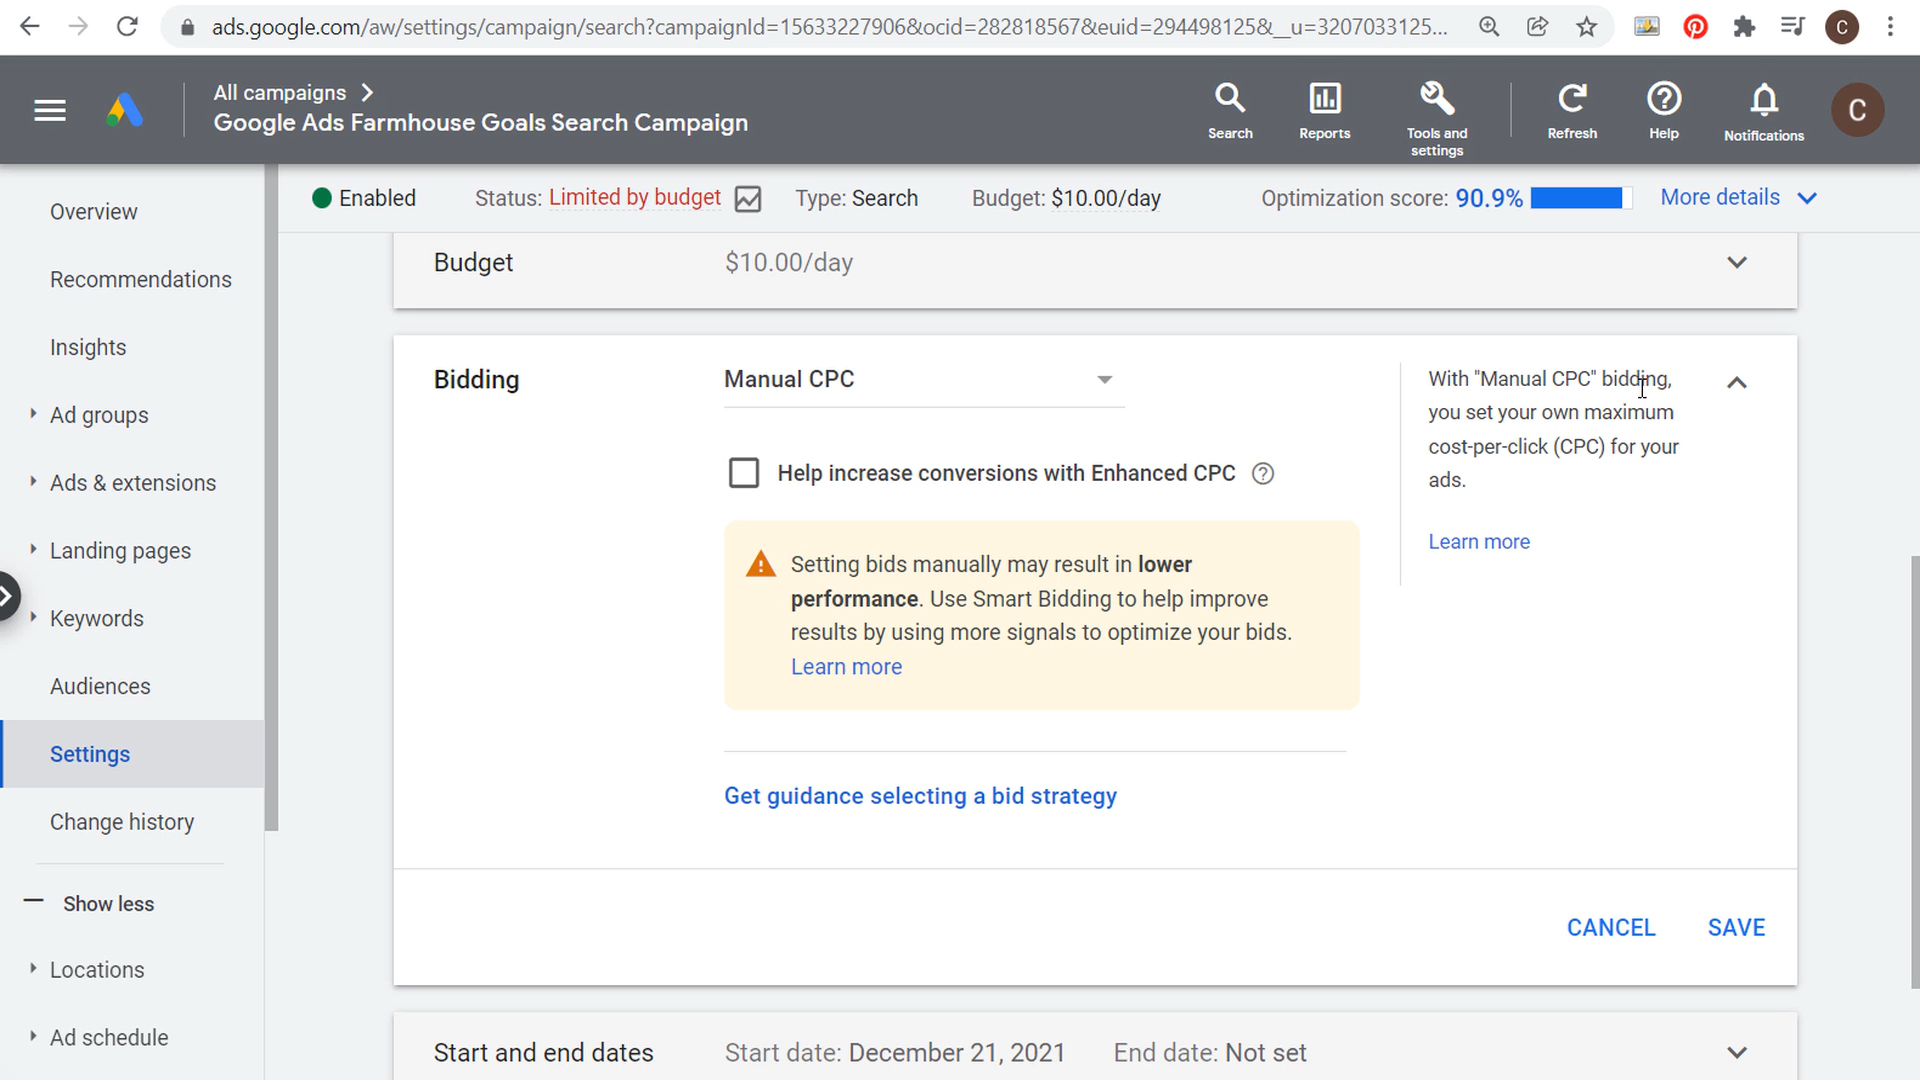 ads.google.com/aw/settings/campaign/search?campaignId=15633227906&ocid=282818567&euid=294498125&__u=3207033125...
C
All campaigns
Google Ads Farmhouse Goals Search Campaign
Search
Reports
Tools and
settings
Refresh
Help
Notifications
C
Enabled
Status: Limited by budget
Type: Search
Budget: $10.00/day
Optimization score: 90.9%
More details
Overview
Recommendations
Insights
Ad groups
Ads & extensions
Landing pages
Keywords
Audiences
Settings
Change history
Show less
Locations
Ad schedule
Budget
$10.00/day
Bidding
Manual CPC
Help increase conversions with Enhanced CPC
Setting bids manually may result in lower
performance. Use Smart Bidding to help improve
results by using more signals to optimize your bids.
Learn more
Get guidance selecting a bid strategy
With "Manual CPC" bidding,
you set your own maximum
cost-per-click (CPC) for your
ads.
Learn more
CANCEL
SAVE
Start and end dates
Start date: December 21, 2021
End date: Not set